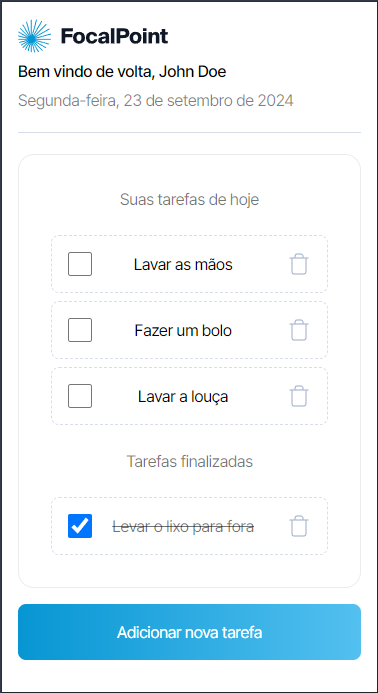 FocalPoint
Bem vindo de volta, John Doe
Segunda-feira, 23 de setembro de 2024
Suas tarefas de hoje
Lavar as mãos
Fazer um bolo
Lavar a louça
Tarefas finalizadas
Levar o lixo para fora
Adicionar nova tarefa